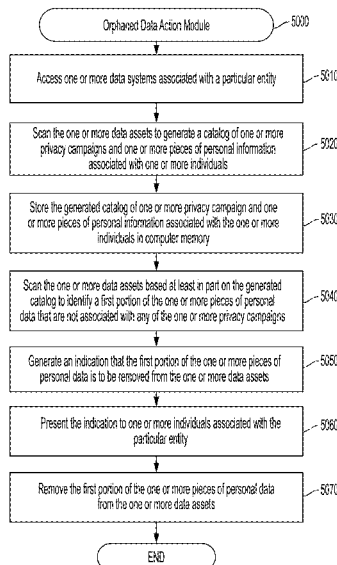 Orphaned Data Action Module
5000
Access one or more data systems associated with a particular entity
5010
Scan the one or more data assets to generate a catalog of one or more
privacy campaigns and one or more pieces of personal information
associated with one or more individuals
5020
Store the generated catalog of one or more privacy campaign and one
or more pieces of personal information associated with the one or more
individuals in computer memory
5030
Scan the one or more data assets based at least in part on the generated
catalog to identify a first portion of the one or more pieces of personal
data that are not associated with any of the one or more privacy campaigns
5040
Generate an indication that the first portion of the one or more pieces of
personal data is to be removed from the one or more data assets
5050
Present the indication to one or more individuals associated with the
particular entity
5060
Remove the first portion of the one or more pieces of personal data
from the one or more data assets
5070
END